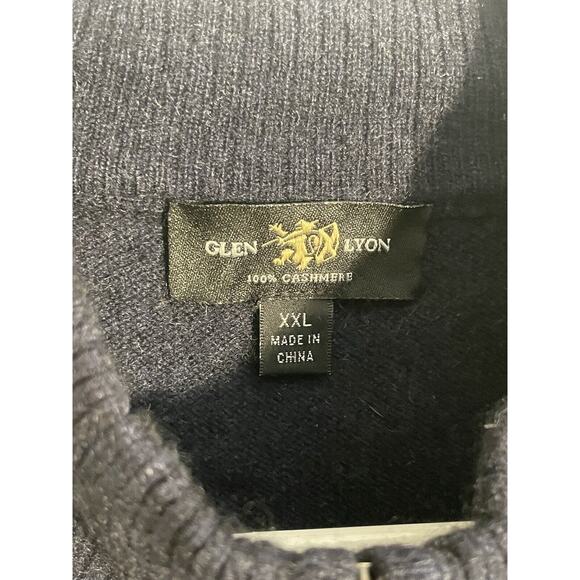 GLEN LYON
100% CASHMERE
XXL
MADE IN
CHINA